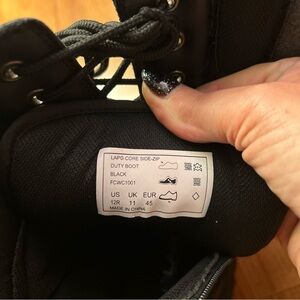 LAPG CORE SIDE-ZIP
DUTY BOOT
BLACK
FCWC1001
US UK EUR
12R 11 45
MADE IN CHINA